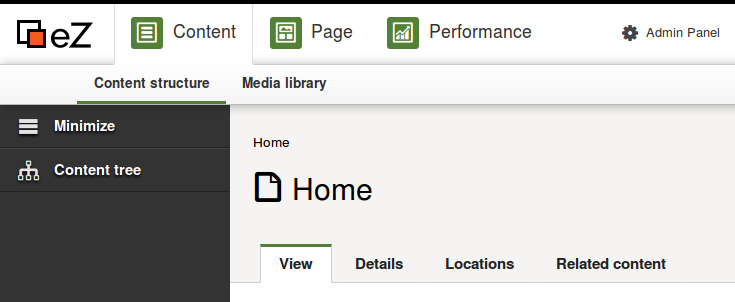 eZ Content Page Performance Admin Panel
Content structure Media library
Minimize
Content tree
Home
Home
View Details Locations Related content